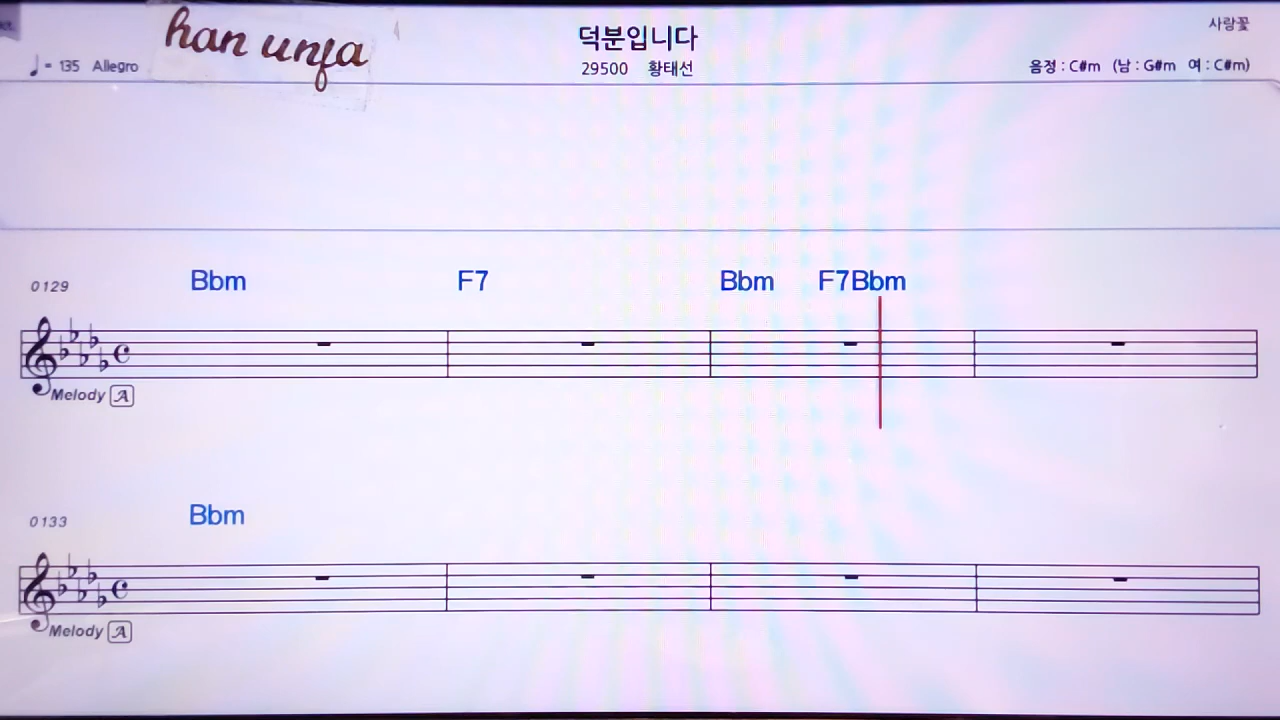 han unfa
덕분입니다
사랑꽃
♩= 135 Allegro
29500 황태선
음정 : C#m (남 : G#m 여 : C#m)
0129
Bbm F7 Bbm F7Bbm
Melody A
0133
Bbm
Melody A